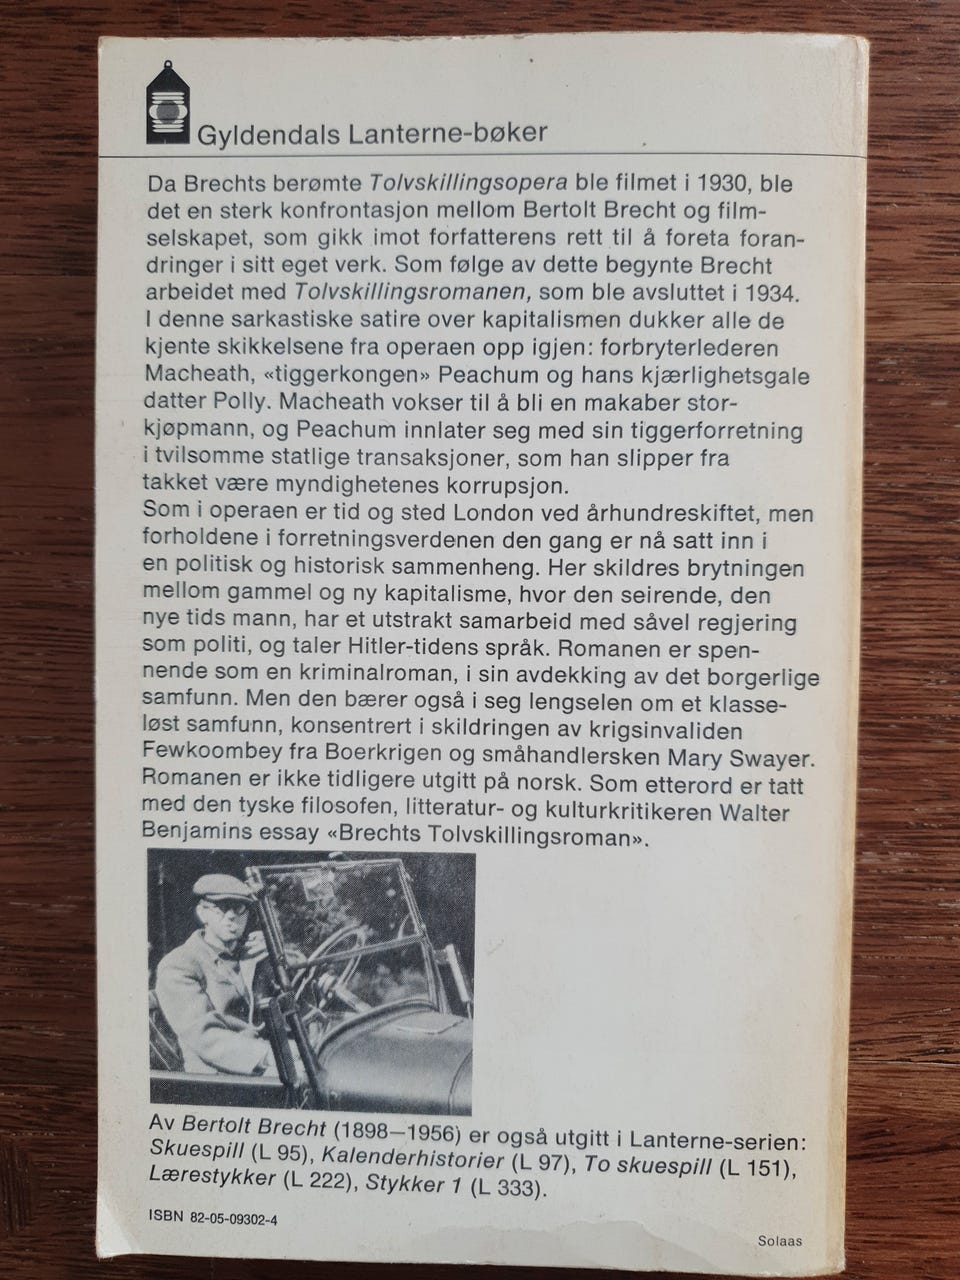 Gyldendals Lanterne-bøker
Da Brechts berømte Tolvskillingsopera ble filmet i 1930, ble
det en sterk konfrontasjon mellom Bertolt Brecht og film-
selskapet, som gikk imot forfatterens rett til å foreta foran-
dringer i sitt eget verk. Som følge av dette begynte Brecht
arbeidet med Tolvskillingsromanen, som ble avsluttet i 1934.
I denne sarkastiske satire over kapitalismen dukker alle de
kjente skikkelsene fra operaen opp igjen: forbryterlederen
Macheath, «tiggerkongen» Peachum og hans kjærlighetsgale
datter Polly. Macheath vokser til å bli en makaber stor-
kjøpmann, og Peachum innlater seg med sin tiggerforretning
i tvilsomme statlige transaksjoner, som han slipper fra
takket være myndighetenes korrupsjon.
Som i operaen er tid og sted London ved århundreskiftet, men
forholdene i forretningsverdenen den gang er nå satt inn i
en politisk og historisk sammenheng. Her skildres brytningen
mellom gammel og ny kapitalisme, hvor den seirende, den
nye tids mann, har et utstrakt samarbeid med såvel regjering
som politi, og taler Hitler-tidens språk. Romanen er spen-
nende som en kriminalroman, i sin avdekking av det borgerlige
samfunn. Men den bærer også i seg lengselen om et klasse-
løst samfunn, konsentrert i skildringen av krigsinvaliden
Fewkoombey fra Boerkrigen og småhandlersken Mary Swayer.
Romanen er ikke tidligere utgitt på norsk. Som etterord er tatt
med den tyske filosofen, litteratur- og kulturkritikeren Walter
Benjamins essay «Brechts Tolvskillingsroman».
Av Bertolt Brecht (1898—1956) er også utgitt i Lanterne-serien:
Skuespill (L 95), Kalenderhistorier (L 97), To skuespill (L 151),
Lærestykker (L 222), Stykker 1 (L 333).
ISBN 82-05-09302-4
Solaas